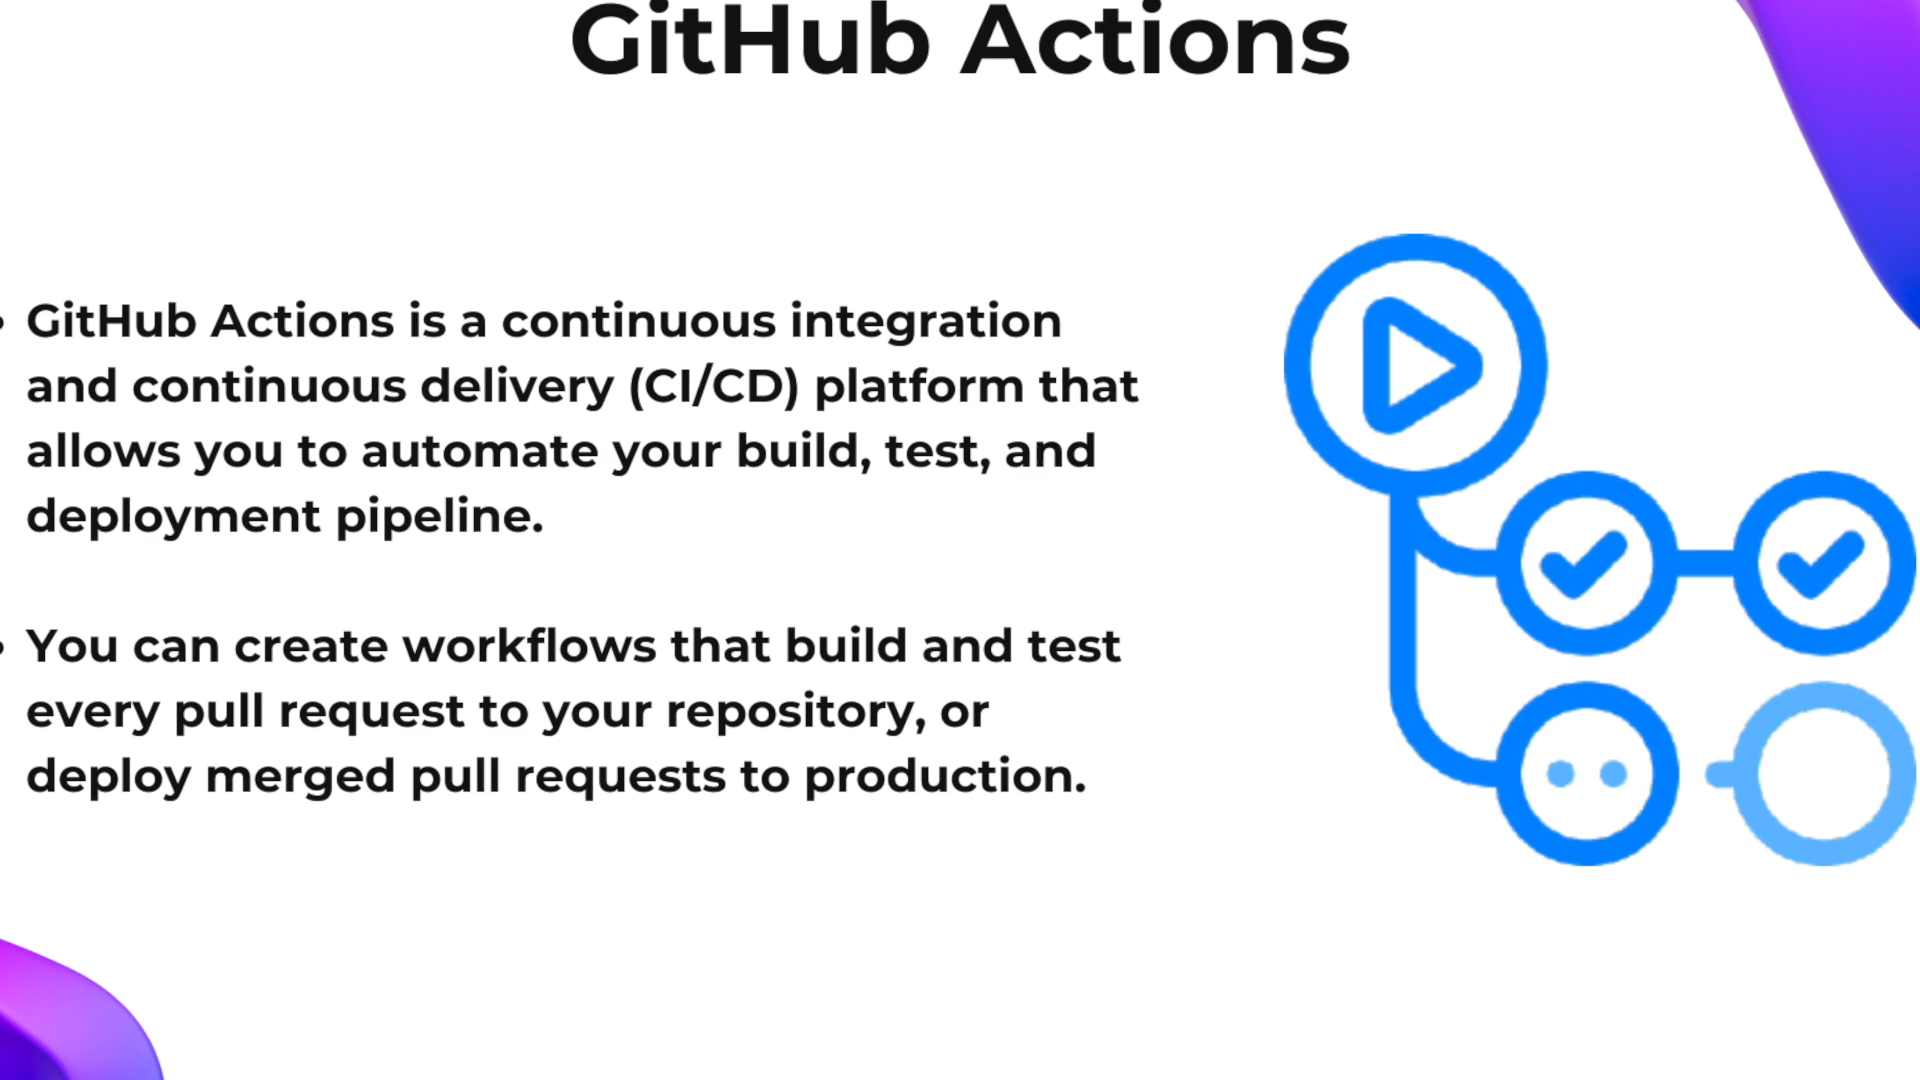 GitHub Actions
• GitHub Actions is a continuous integration
and continuous delivery (CI/CD) platform that
allows you to automate your build, test, and
deployment pipeline.
• You can create workflows that build and test
every pull request to your repository, or
deploy merged pull requests to production.